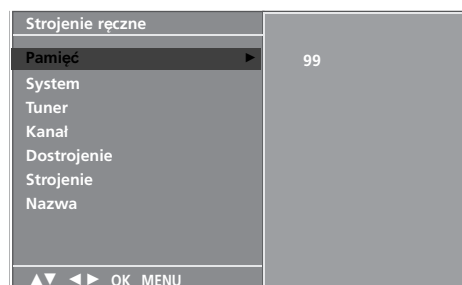 Strojenie ręczne
Pamięć ► 99
System
Tuner
Kanał
Dostrojenie
Strojenie
Nazwa
▲▼ ◄► OK MENU